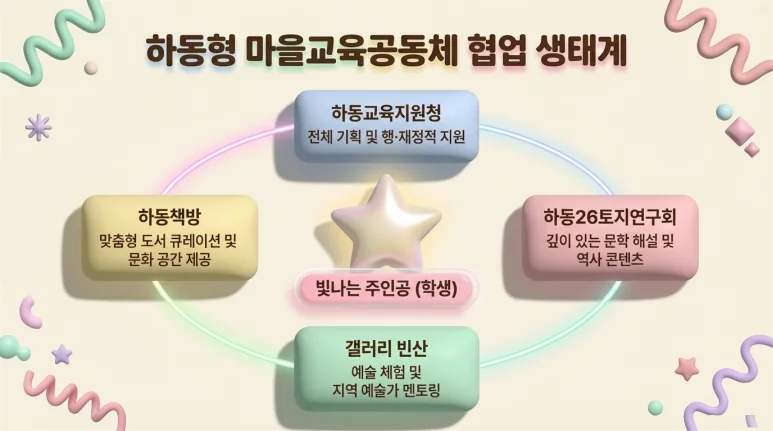 하동형 마을교육공동체 협업 생태계
하동교육지원청
전체 기획 및 행·재정적 지원
하동책방
맞춤형 도서 큐레이션 및
문화 공간 제공
하동26토지연구회
깊이 있는 문학 해설 및
역사 콘텐츠
빛나는 주인공 (학생)
갤러리 빈산
예술 체험 및
지역 예술가 멘토링